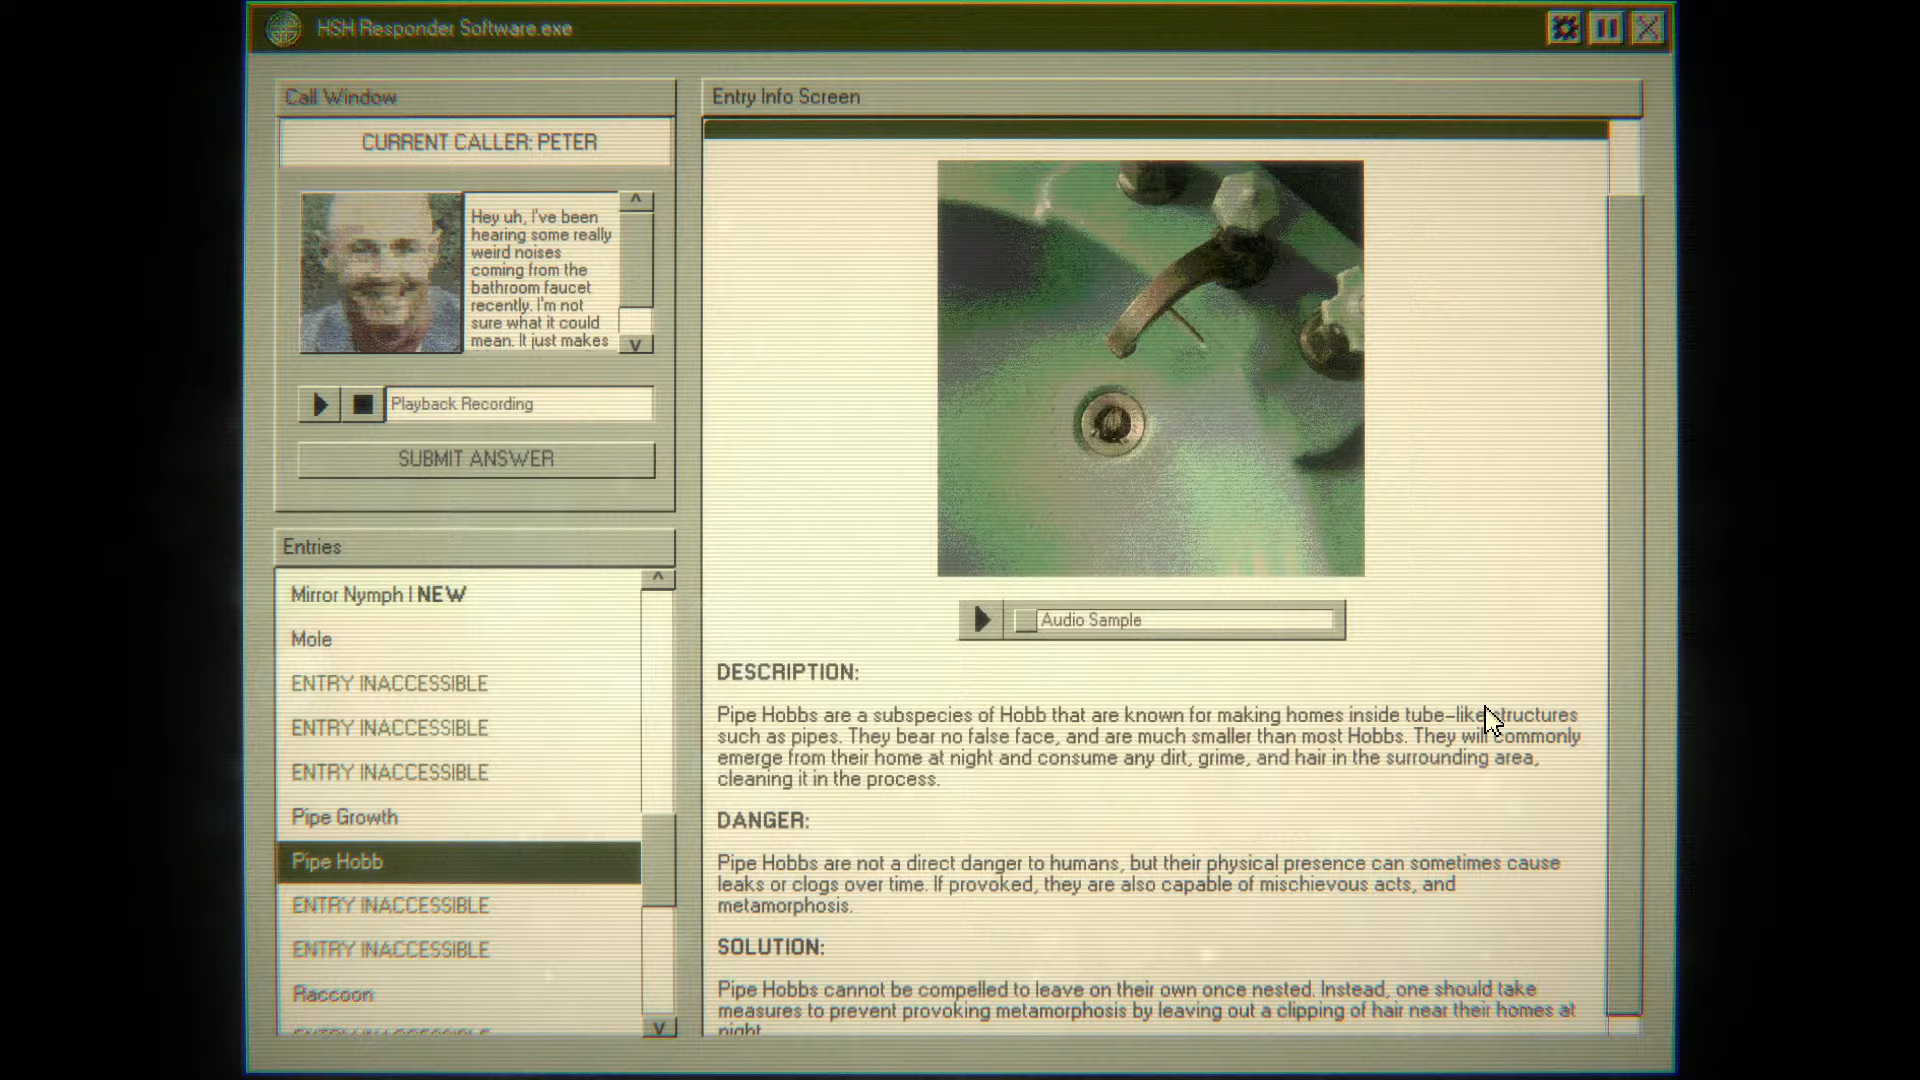 HSH Responder Software.exe
Call Window
CURRENT CALLER: PETER
Hey uh, I've been
hearing some really
weird noises
coming from the
bathroom faucet
recently. I'm not
sure what it could
mean. It just makes
Playback Recording
SUBMIT ANSWER
Entries
Mirror Nymph | NEW
Mole
ENTRY INACCESSIBLE
ENTRY INACCESSIBLE
ENTRY INACCESSIBLE
Pipe Growth
Pipe Hobb
ENTRY INACCESSIBLE
ENTRY INACCESSIBLE
Raccoon
ENTRY INACCESSIBLE
Entry Info Screen
Audio Sample
DESCRIPTION:
Pipe Hobbs are a subspecies of Hobb that are known for making homes inside tube-like structures
such as pipes. They bear no false face, and are much smaller than most Hobbs. They will commonly
emerge from their home at night and consume any dirt, grime, and hair in the surrounding area,
cleaning it in the process.
DANGER:
Pipe Hobbs are not a direct danger to humans, but their physical presence can sometimes cause
leaks or clogs over time. If provoked, they are also capable of mischievous acts, and
metamorphosis.
SOLUTION:
Pipe Hobbs cannot be compelled to leave on their own once nested. Instead, one should take
measures to prevent provoking metamorphosis by leaving out a clipping of hair near their homes at
night.